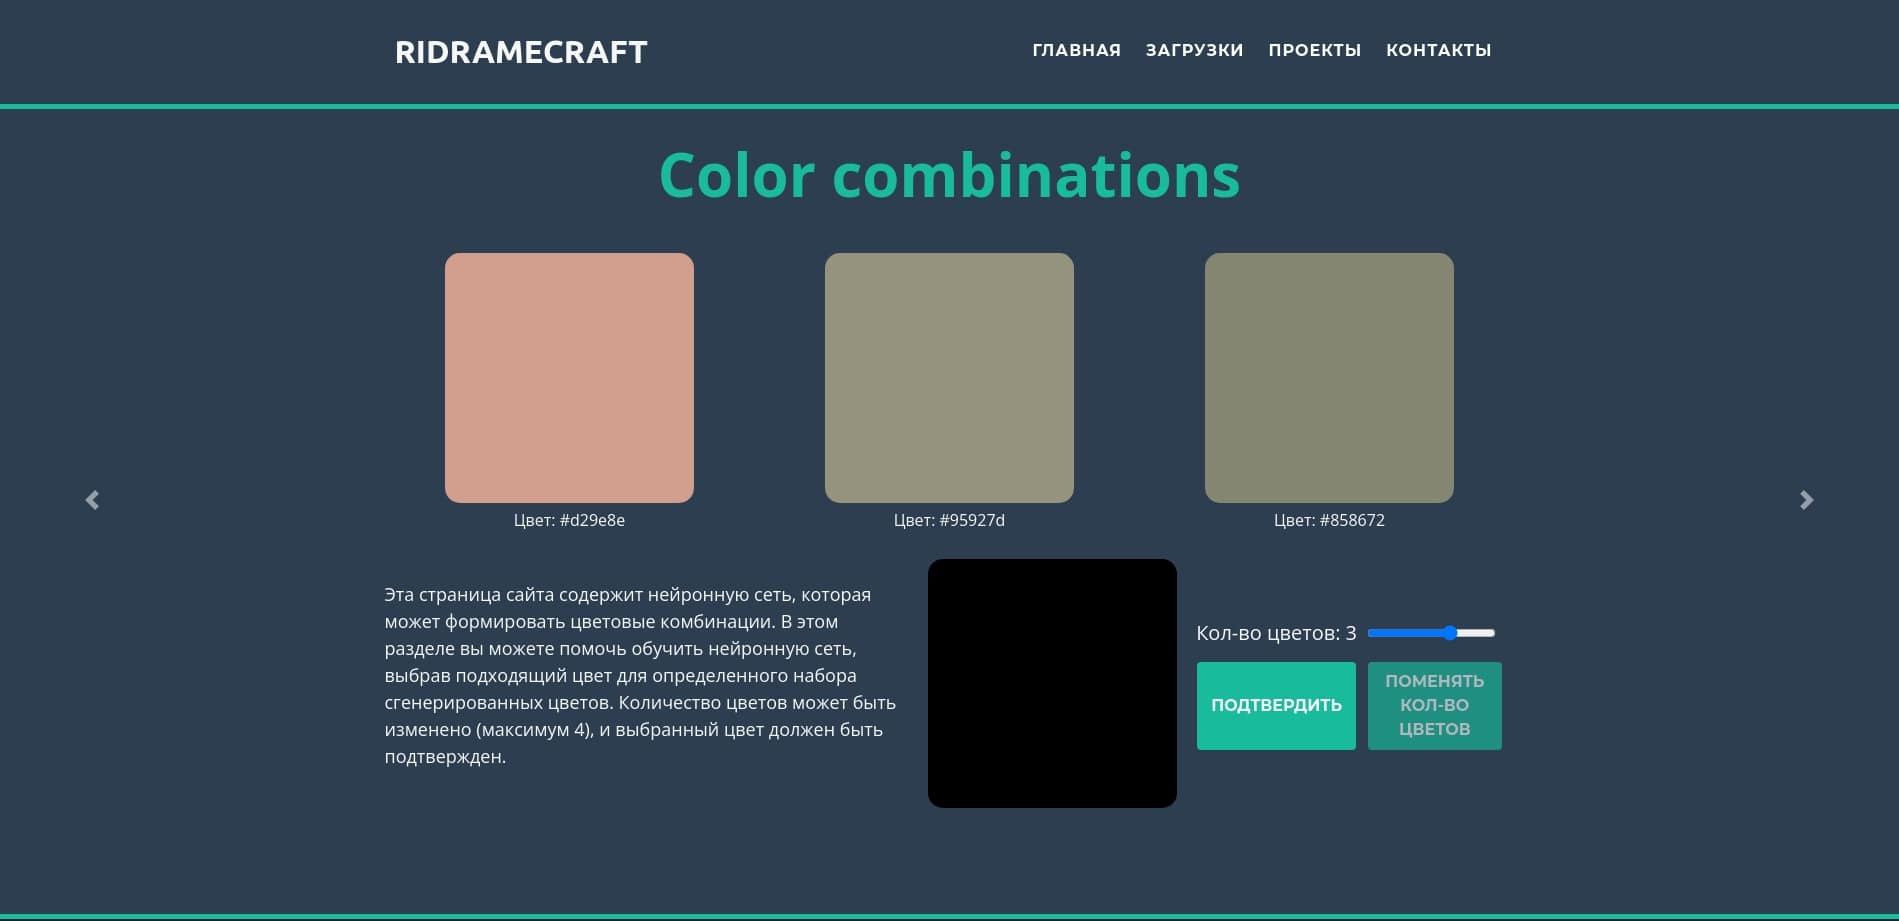 RIDRAMECRAFT
ГЛАВНАЯ ЗАГРУЗКИ ПРОЕКТЫ КОНТАКТЫ
Color combinations
Цвет: #d29e8e
Цвет: #95927d
Цвет: #858672
Эта страница сайта содержит нейронную сеть, которая
может формировать цветовые комбинации. В этом
разделе вы можете помочь обучить нейронную сеть,
выбрав подходящий цвет для определенного набора
сгенерированных цветов. Количество цветов может быть
изменено (максимум 4), и выбранный цвет должен быть
подтвержден.
Кол-во цветов: 3
ПОДТВЕРДИТЬ
ПОМЕНЯТЬ
КОЛ-ВО
ЦВЕТОВ